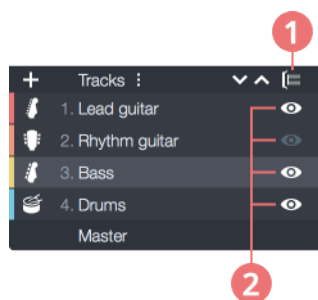 1
Tracks
1. Lead guitar
2. Rhythm guitar
3. Bass
4. Drums
Master
2